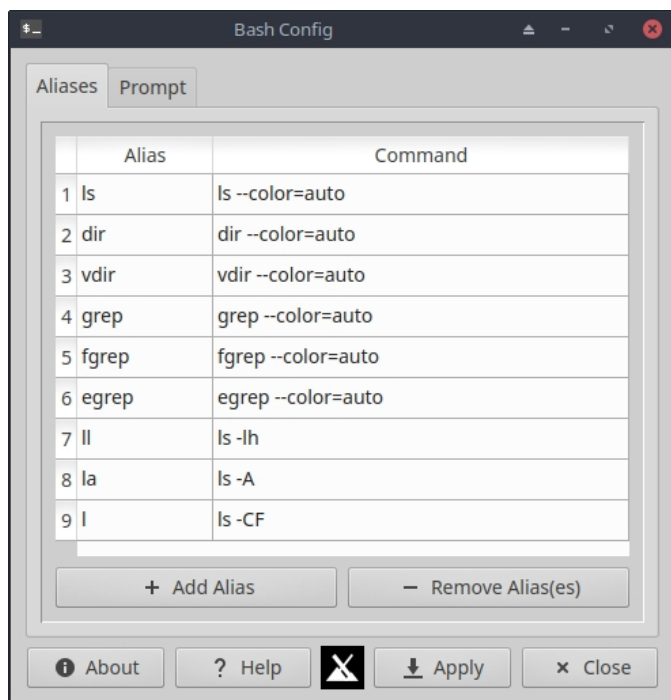 $_ Bash Config
Aliases Prompt
Alias Command
1 ls ls --color=auto
2 dir dir --color=auto
3 vdir vdir --color=auto
4 grep grep --color=auto
5 fgrep fgrep --color=auto
6 egrep egrep --color=auto
7 ll ls -lh
8 la ls -A
9 l ls -CF
+ Add Alias − Remove Alias(es)
About ? Help Apply × Close